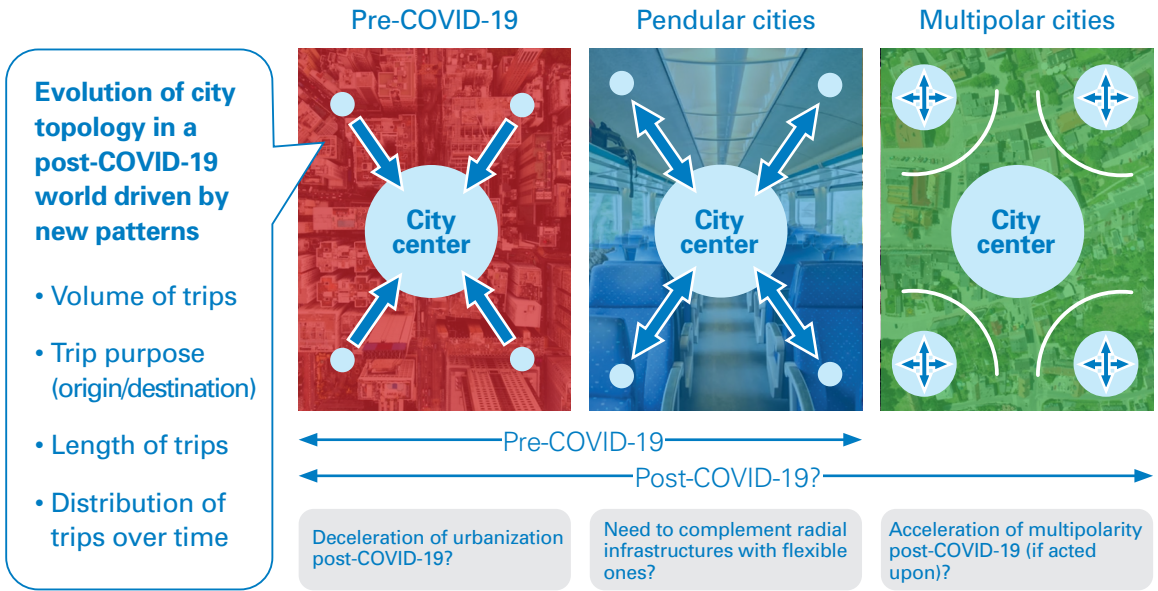 Evolution of city
topology in a
post-COVID-19
world driven by
new patterns
• Volume of trips
• Trip purpose
(origin/destination)
• Length of trips
• Distribution of
trips over time
Pre-COVID-19
Pendular cities
Multipolar cities
City
center
City
center
City
center
Pre-COVID-19
Post-COVID-19?
Deceleration of urbanization
post-COVID-19?
Need to complement radial
infrastructures with flexible
ones?
Acceleration of multipolarity
post-COVID-19 (if acted
upon)?